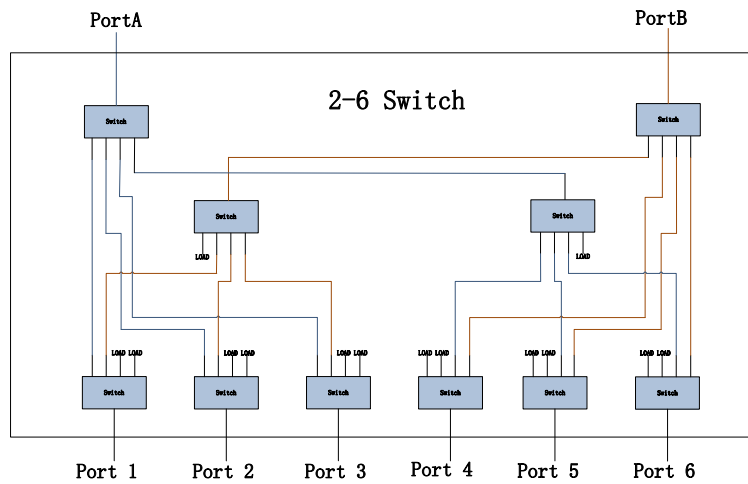 PortA
PortB
2-6 Switch
Switch
Switch
Switch
Switch
LOAD
LOAD
LOAD LOAD
LOAD LOAD
LOAD LOAD
LOAD LOAD
LOAD LOAD
LOAD LOAD
Switch
Switch
Switch
Switch
Switch
Switch
Port 1
Port 2
Port 3
Port 4
Port 5
Port 6